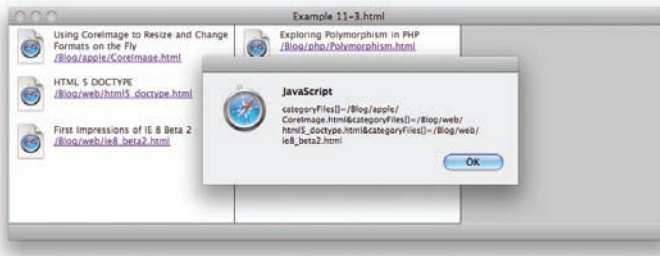 Example 11-3.html
Using CoreImage to Resize and Change
Formats on the Fly
/Blog/apple/CoreImage.html
HTML 5 DOCTYPE
/Blog/web/html5_doctype.html
First Impressions of IE 8 Beta 2
/Blog/web/ie8_beta2.html
Exploring Polymorphism in PHP
/Blog/php/Polymorphism.html
JavaScript
categoryFiles[]=/Blog/apple/
CoreImage.html&categoryFiles[]=/Blog/web/
html5_doctype.html&categoryFiles[]=/Blog/web/
ie8_beta2.html
OK